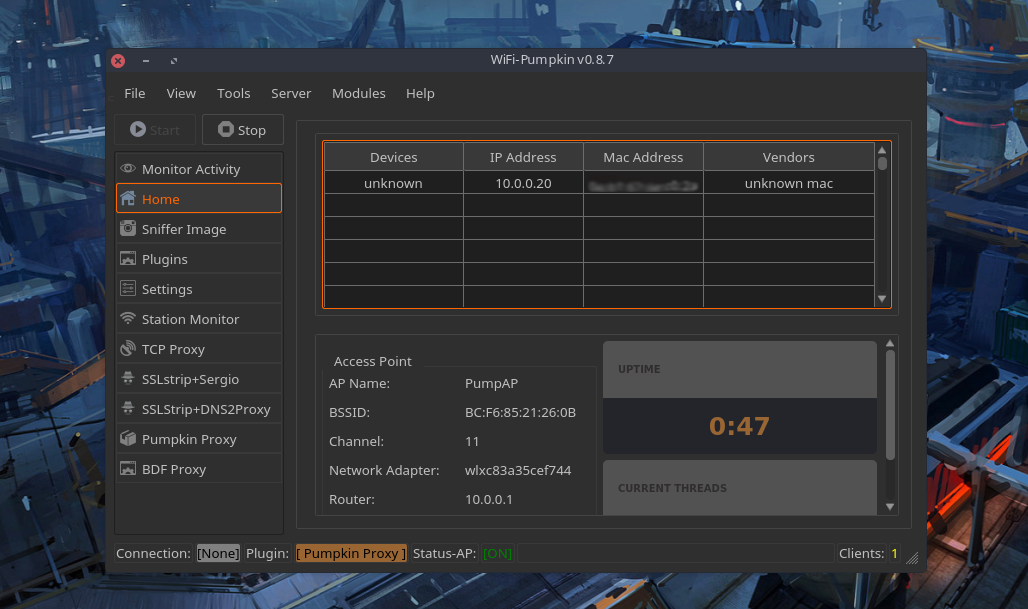 WiFi-Pumpkin v0.8.7
File View Tools Server Modules Help
Start Stop
Monitor Activity
Home
Sniffer Image
Plugins
Settings
Station Monitor
TCP Proxy
SSLstrip+Sergio
SSLStrip+DNS2Proxy
Pumpkin Proxy
BDF Proxy
Devices IP Address Mac Address Vendors
unknown 10.0.0.20 unknown mac
Access Point
AP Name: PumpAP
BSSID: BC:F6:85:21:26:0B
Channel: 11
Network Adapter: wlxc83a35cef744
Router: 10.0.0.1
UPTIME
0:47
CURRENT THREADS
Connection: [None] Plugin: [ Pumpkin Proxy ] Status-AP: [ON] Clients: 1